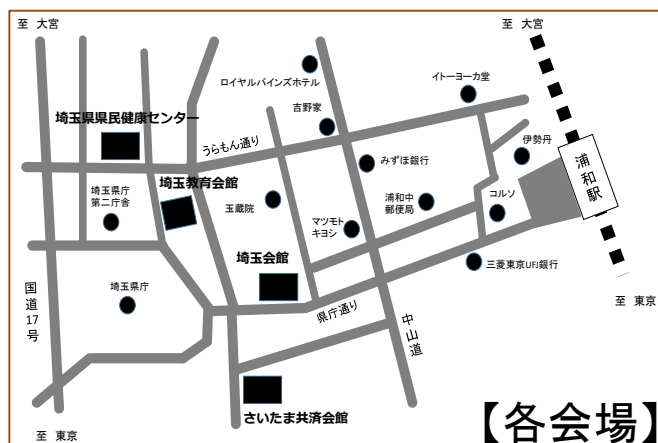 至 大宮
至 大宮
ロイヤルパインズホテル
イトーヨーカ堂
吉野家
埼玉県県民健康センター
うらもん通り
伊勢丹
みずほ銀行
浦和駅
埼玉教育会館
埼玉県庁
第二庁舎
玉蔵院
浦和中
郵便局
コルソ
マツモト
キヨシ
埼玉会館
三菱東京UFJ銀行
国道17号
埼玉県庁
県庁通り
中山道
至 東京
さいたま共済会館
【各会場】
至 東京